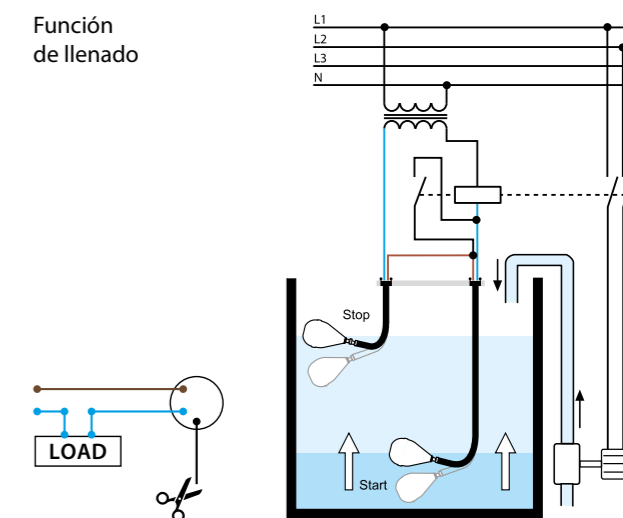 Función
de llenado
L1
L2
L3
N
Stop
Start
LOAD